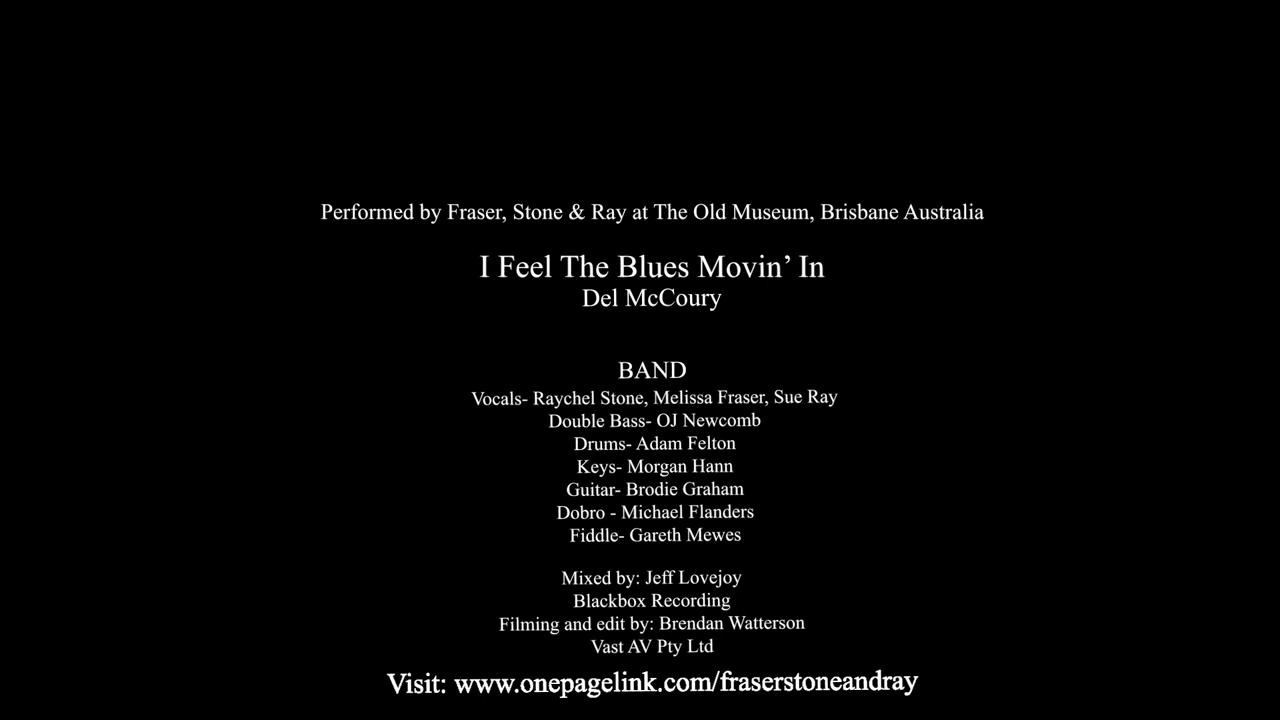 Performed by Fraser, Stone & Ray at The Old Museum, Brisbane Australia
I Feel The Blues Movin’ In
Del McCoury
BAND
Vocals- Raychel Stone, Melissa Fraser, Sue Ray
Double Bass- OJ Newcomb
Drums- Adam Felton
Keys- Morgan Hann
Guitar- Brodie Graham
Dobro - Michael Flanders
Fiddle- Gareth Mewes
Mixed by: Jeff Lovejoy
Blackbox Recording
Filming and edit by: Brendan Watterson
Vast AV Pty Ltd
Visit: www.onepagelink.com/fraserstoneandray